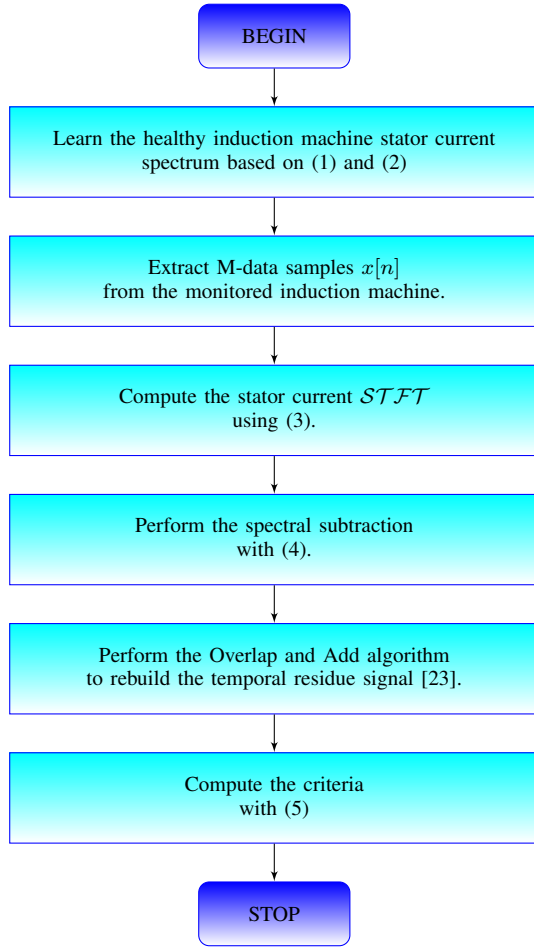 BEGIN
Learn the healthy induction machine stator current
spectrum based on (1) and (2)
Extract M-data samples x[n]
from the monitored induction machine.
Compute the stator current 𝒮𝒯ℱ𝒯
using (3).
Perform the spectral subtraction
with (4).
Perform the Overlap and Add algorithm
to rebuild the temporal residue signal [23].
Compute the criteria
with (5)
STOP